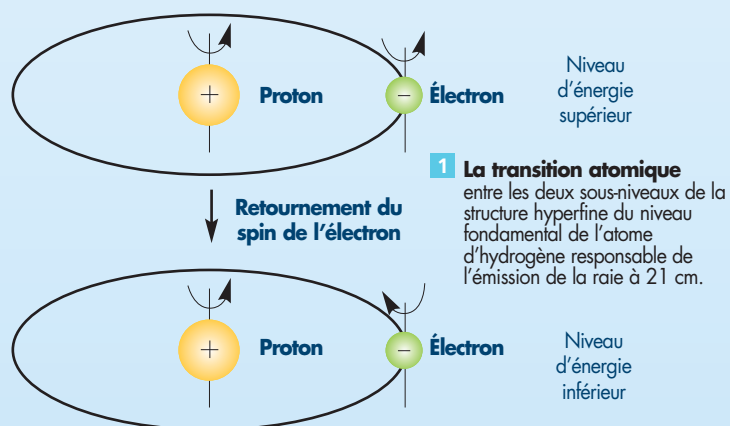 +
Proton
−
Électron
Niveau
d'énergie
supérieur
1 La transition atomique
entre les deux sous-niveaux de la
structure hyperfine du niveau
fondamental de l'atome
d'hydrogène responsable de
l'émission de la raie à 21 cm.
Retournement du
spin de l'électron
+
Proton
−
Électron
Niveau
d'énergie
inférieur